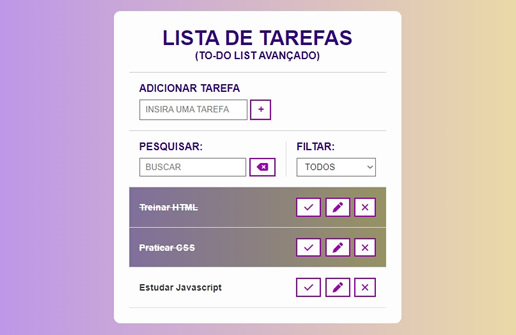 LISTA DE TAREFAS
(TO-DO LIST AVANÇADO)
ADICIONAR TAREFA
INSIRA UMA TAREFA
+
PESQUISAR:
FILTRAR:
BUSCAR
TODOS
Treinar HTML
Praticar CSS
Estudar Javascript